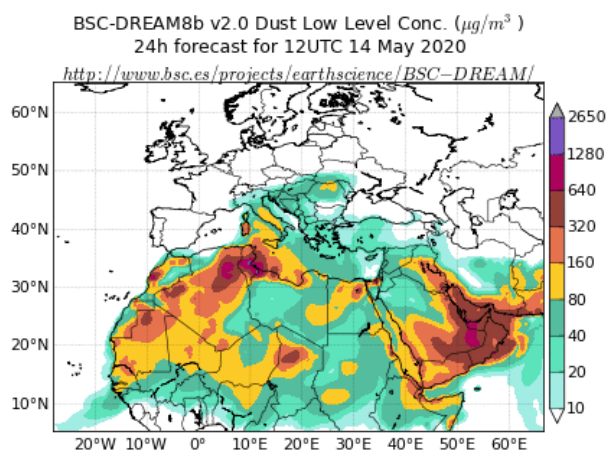 BSC-DREAM8b v2.0 Dust Low Level Conc. (μg/m³ )
24h forecast for 12UTC 14 May 2020
http://www.bsc.es/projects/earthscience/BSC−DREAM/
60°N
50°N
40°N
30°N
20°N
10°N
20°W 10°W 0° 10°E 20°E 30°E 40°E 50°E 60°E
2650
1280
640
320
160
80
40
20
10